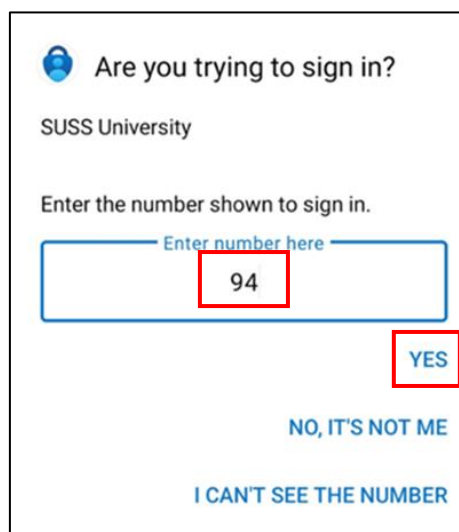 Are you trying to sign in?
SUSS University
Enter the number shown to sign in.
Enter number here
94
YES
NO, IT'S NOT ME
I CAN'T SEE THE NUMBER